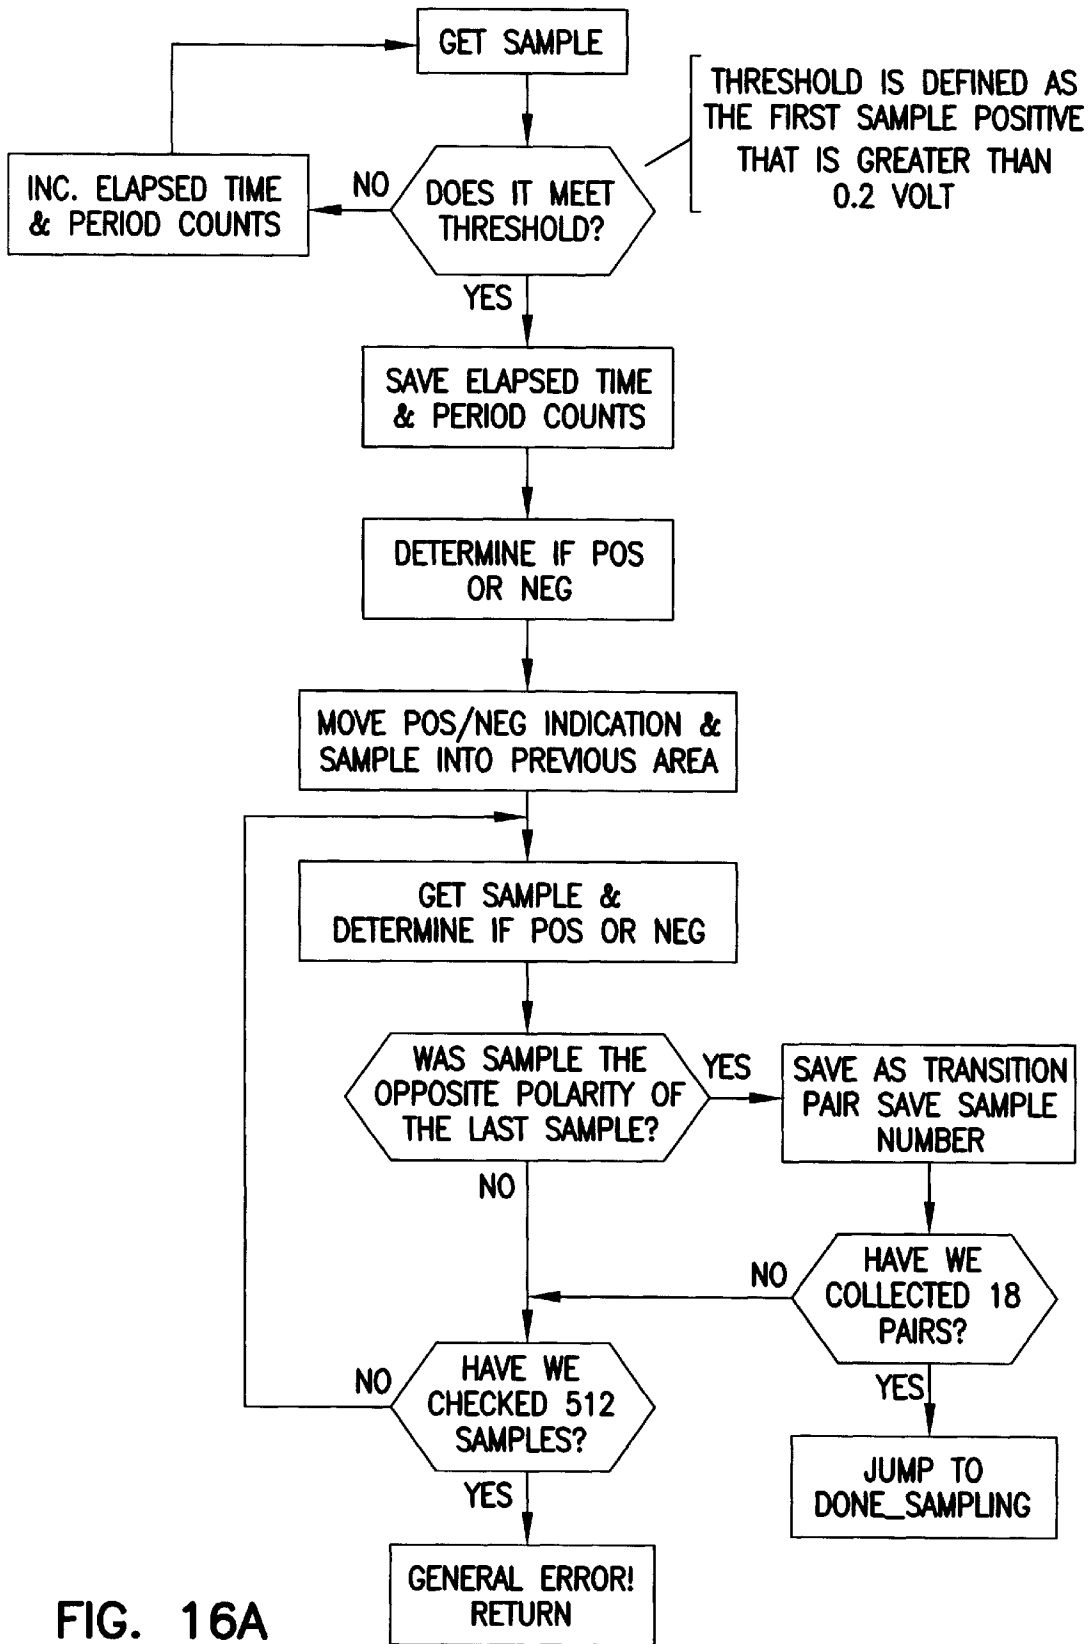 GET SAMPLE
THRESHOLD IS DEFINED AS
THE FIRST SAMPLE POSITIVE
THAT IS GREATER THAN
0.2 VOLT
INC. ELAPSED TIME
& PERIOD COUNTS
NO
DOES IT MEET
THRESHOLD?
YES
SAVE ELAPSED TIME
& PERIOD COUNTS
DETERMINE IF POS
OR NEG
MOVE POS/NEG INDICATION &
SAMPLE INTO PREVIOUS AREA
GET SAMPLE &
DETERMINE IF POS OR NEG
WAS SAMPLE THE
OPPOSITE POLARITY OF
THE LAST SAMPLE?
YES
SAVE AS TRANSITION
PAIR SAVE SAMPLE
NUMBER
NO
HAVE WE
COLLECTED 18
PAIRS?
NO
YES
JUMP TO
DONE_SAMPLING
HAVE WE
CHECKED 512
SAMPLES?
NO
YES
GENERAL ERROR!
RETURN
FIG. 16A